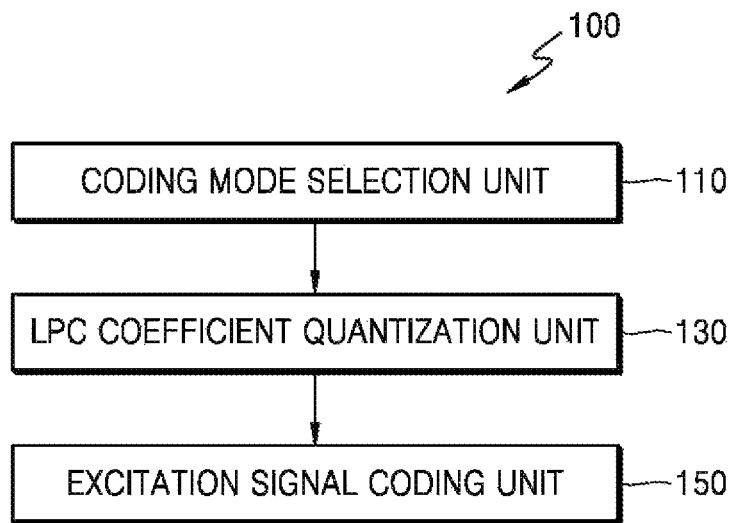 100
CODING MODE SELECTION UNIT 110
LPC COEFFICIENT QUANTIZATION UNIT 130
EXCITATION SIGNAL CODING UNIT 150